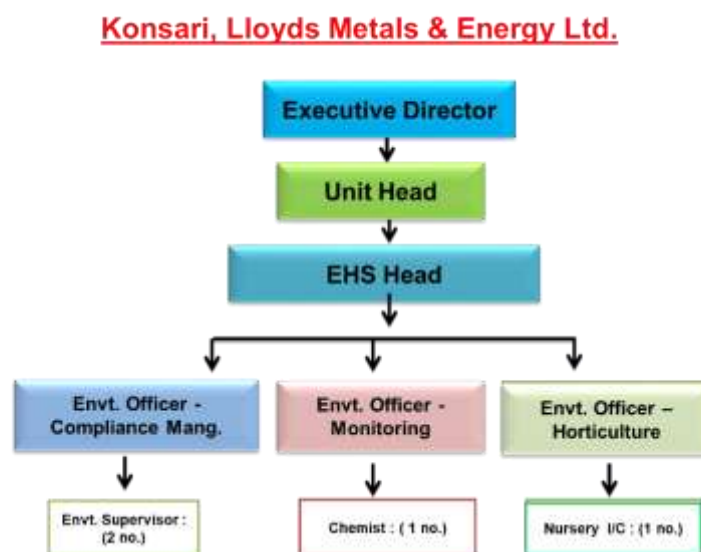 Konsari, Lloyds Metals & Energy Ltd.
Executive Director
Unit Head
EHS Head
Envt. Officer -
Compliance Mang.
Envt. Officer -
Monitoring
Envt. Officer –
Horticulture
Envt. Supervisor :
(2 no.)
Chemist : ( 1 no.)
Nursery I/C : (1 no.)